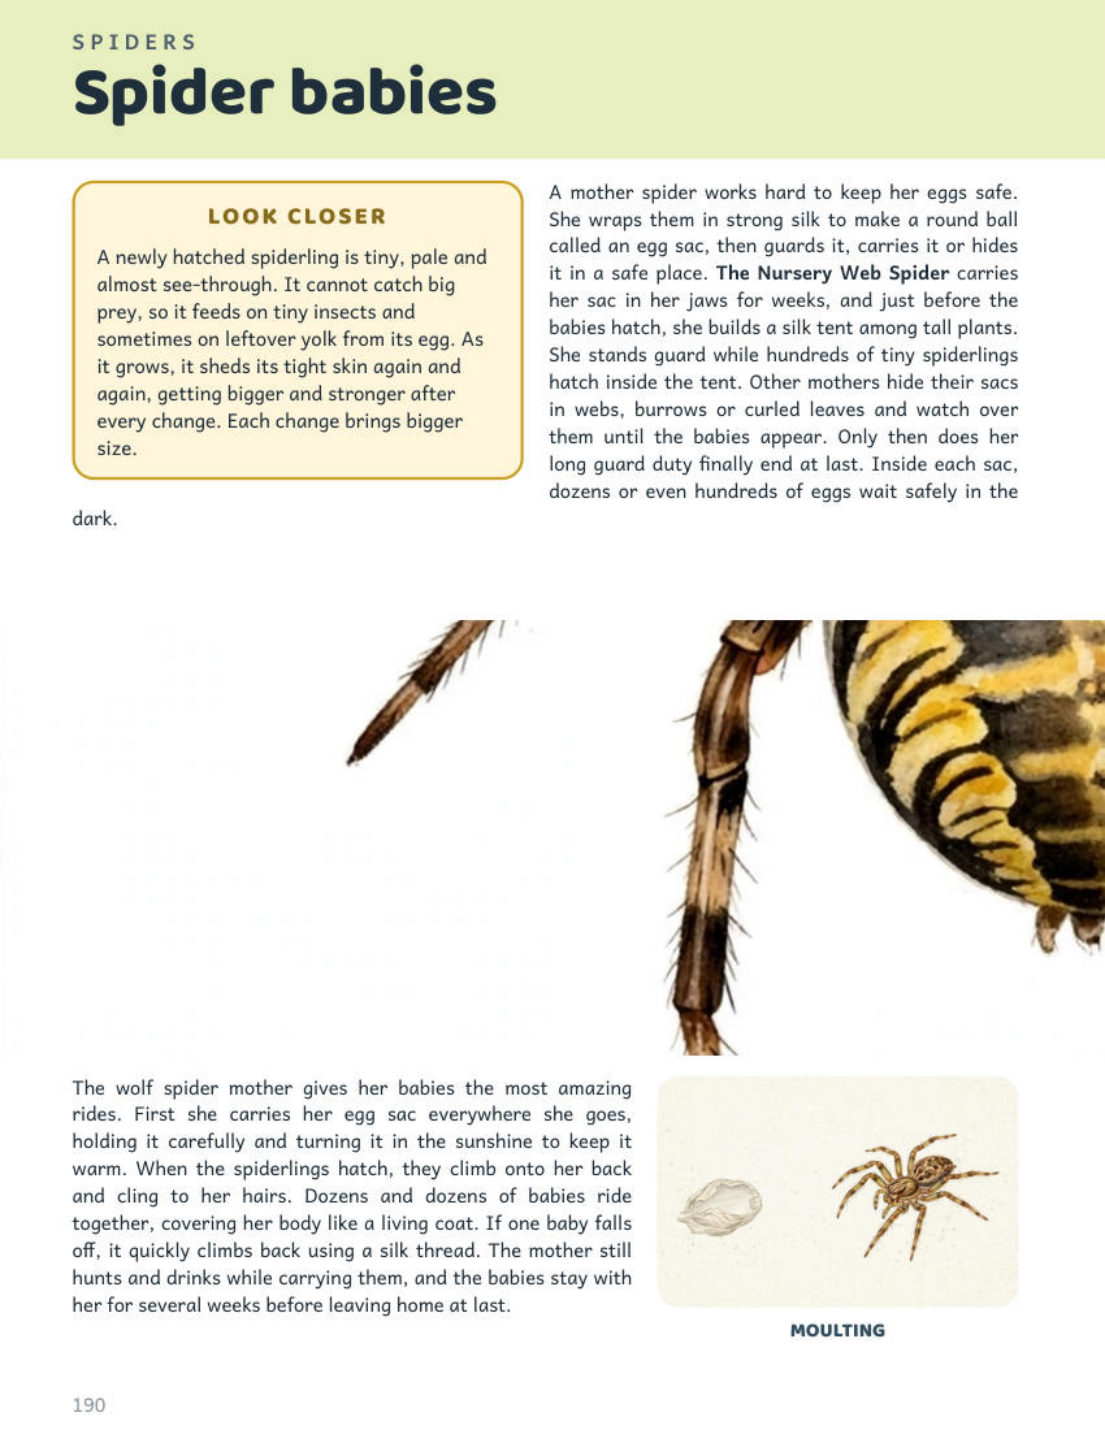 SPIDERS
Spider babies
LOOK CLOSER
A newly hatched spiderling is tiny, pale and
almost see-through. It cannot catch big
prey, so it feeds on tiny insects and
sometimes on leftover yolk from its egg. As
it grows, it sheds its tight skin again and
again, getting bigger and stronger after
every change. Each change brings bigger
size.
A mother spider works hard to keep her eggs safe.
She wraps them in strong silk to make a round ball
called an egg sac, then guards it, carries it or hides
it in a safe place. The Nursery Web Spider carries
her sac in her jaws for weeks, and just before the
babies hatch, she builds a silk tent among tall plants.
She stands guard while hundreds of tiny spiderlings
hatch inside the tent. Other mothers hide their sacs
in webs, burrows or curled leaves and watch over
them until the babies appear. Only then does her
long guard duty finally end at last. Inside each sac,
dozens or even hundreds of eggs wait safely in the
dark.
The wolf spider mother gives her babies the most amazing
rides. First she carries her egg sac everywhere she goes,
holding it carefully and turning it in the sunshine to keep it
warm. When the spiderlings hatch, they climb onto her back
and cling to her hairs. Dozens and dozens of babies ride
together, covering her body like a living coat. If one baby falls
off, it quickly climbs back using a silk thread. The mother still
hunts and drinks while carrying them, and the babies stay with
her for several weeks before leaving home at last.
MOULTING
190